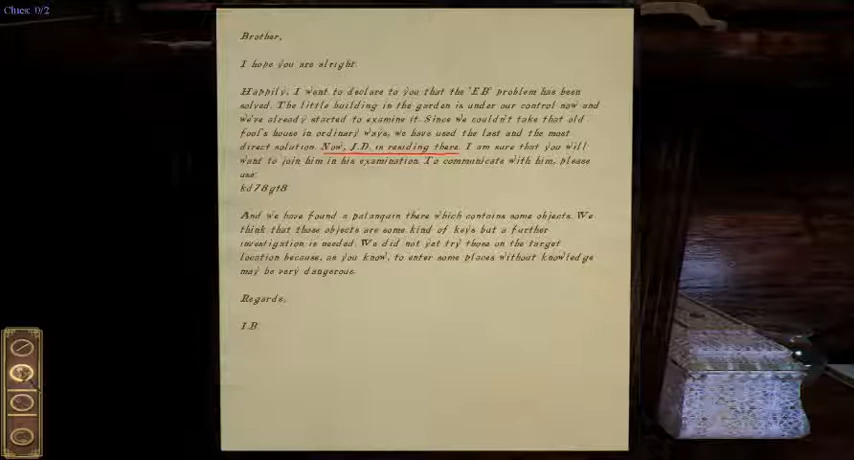 Clues: 0/2
Brother,
I hope you are alright.
Happily, I want to declare to you that the 'EB' problem has been
solved. The little building in the garden is under our control now and
we've already started to examine it. Since we couldn't take that old
fool's house in ordinary ways, we have used the last and the most
direct solution. Now, J.D. is residing there. I am sure that you will
want to join him in his examination. To communicate with him, please
use:
kd78gt8
And we have found a palanquin there which contains some objects. We
think that those objects are some kind of keys but a further
investigation is needed. We did not yet try those on the target
location because, as you know, to enter some places without knowledge
may be very dangerous.
Regards,
I.B.